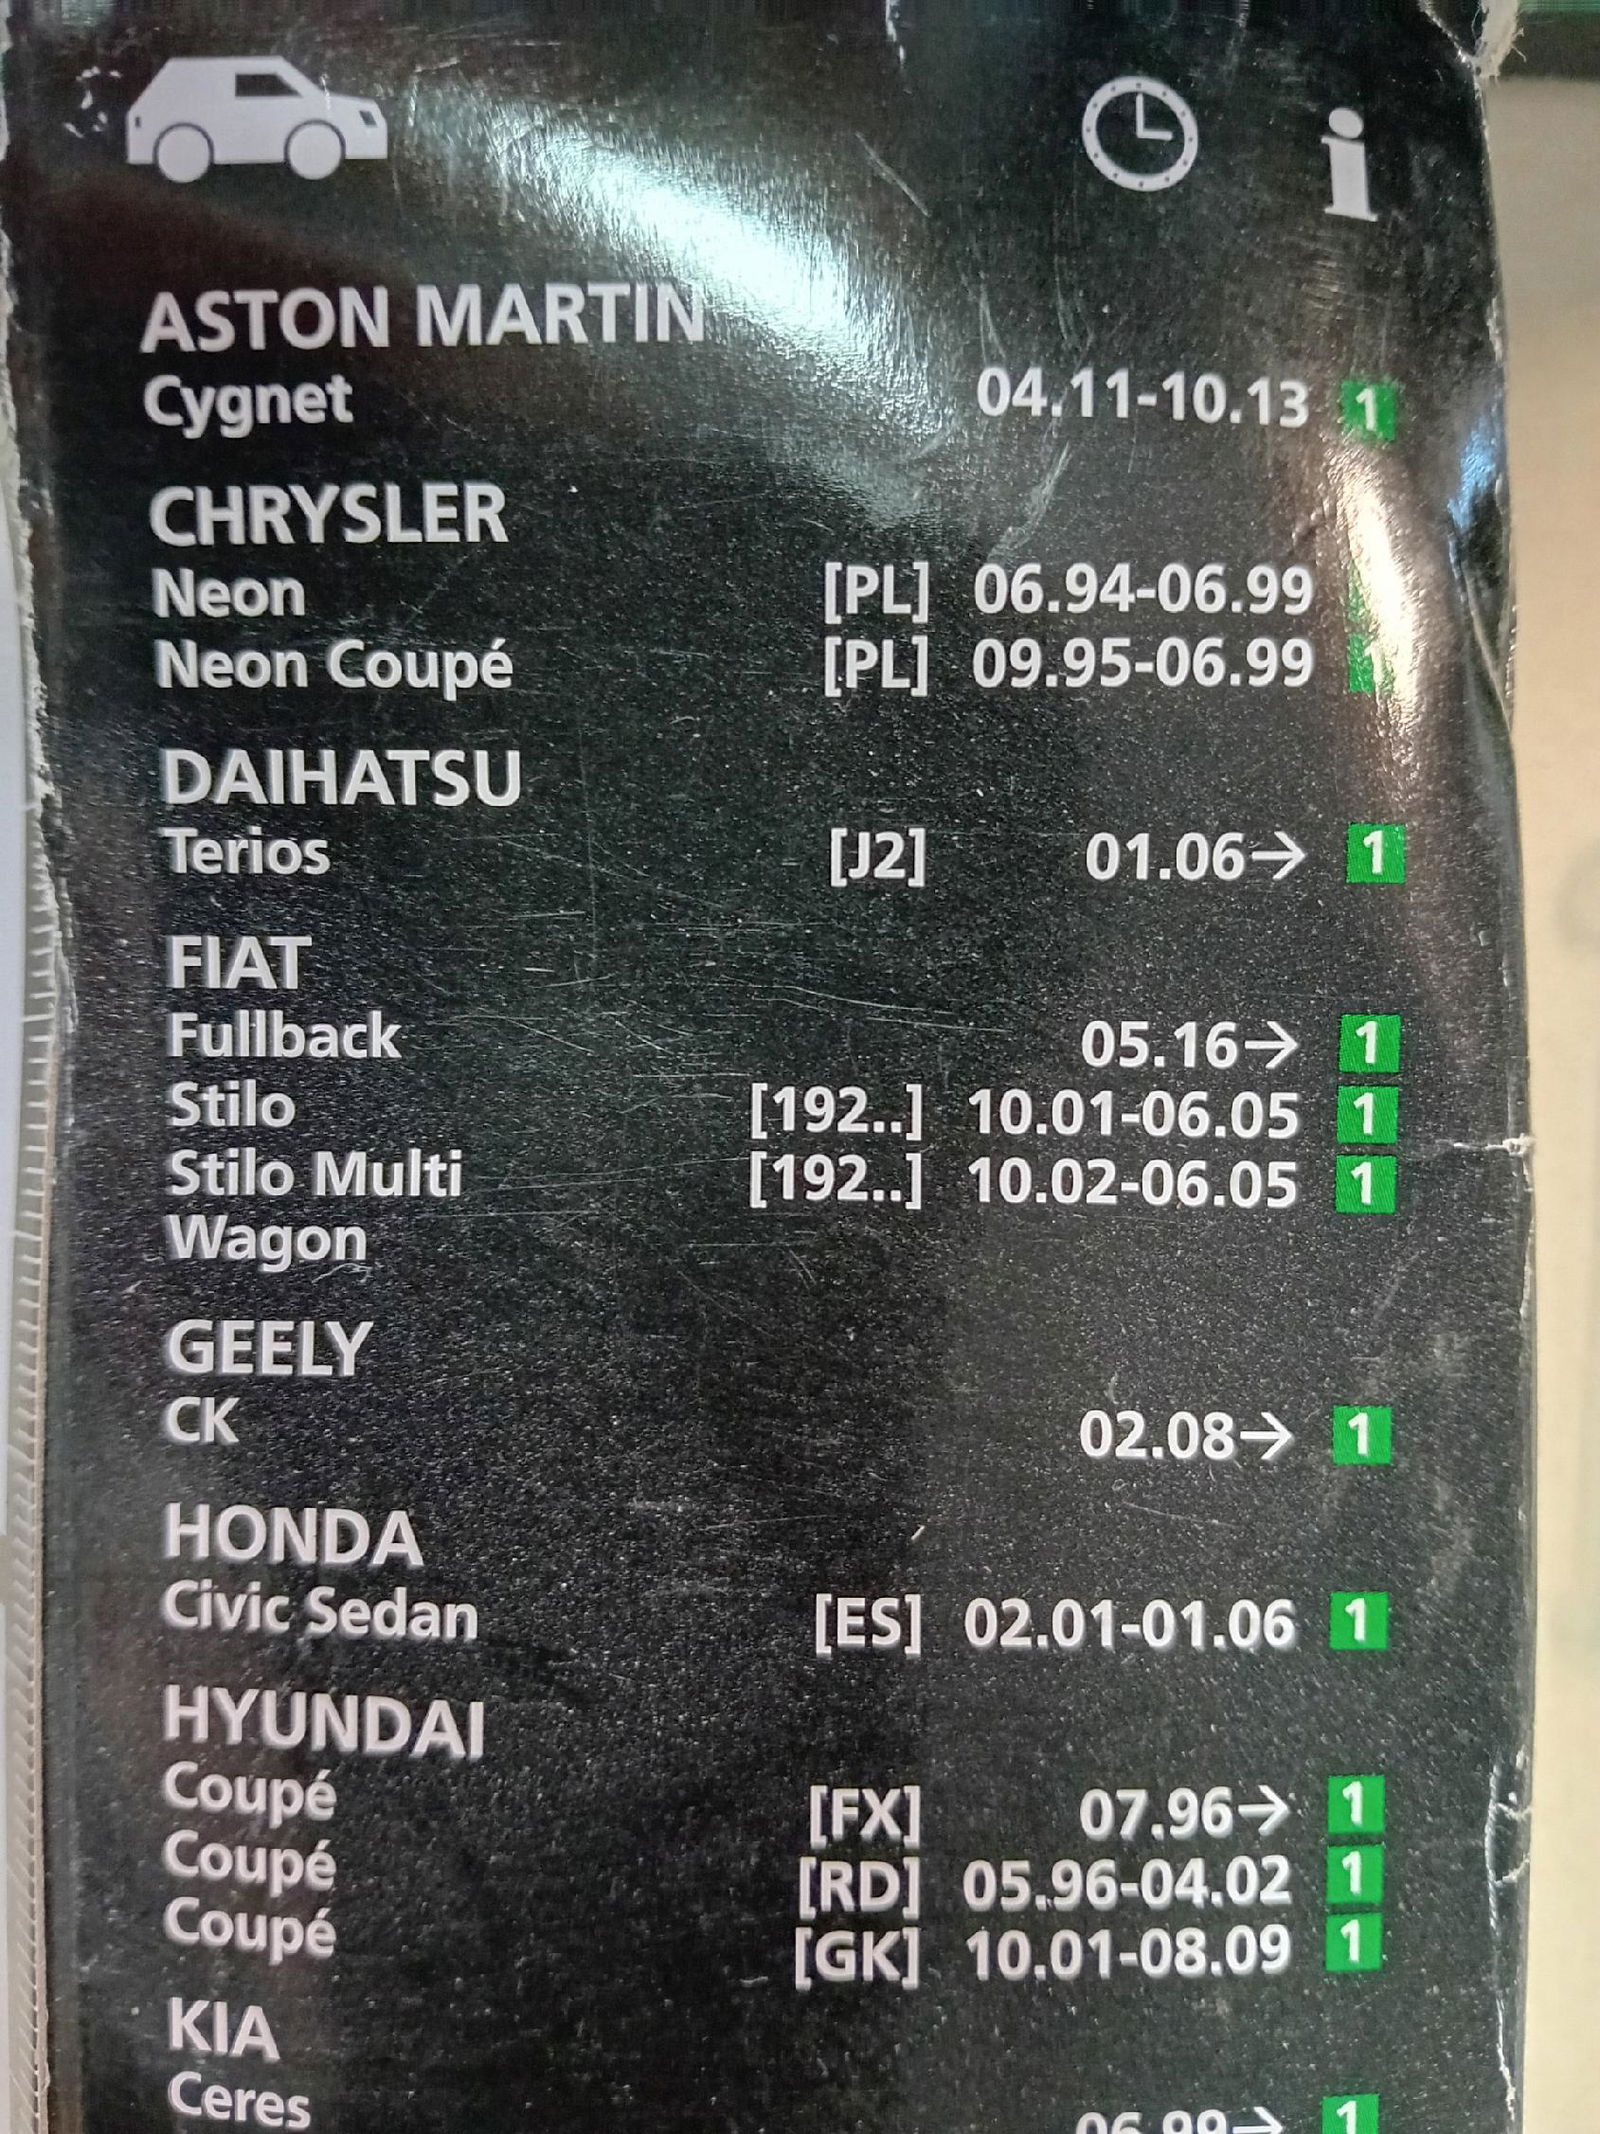 i
ASTON MARTIN
Cygnet 04.11-10.13 1
CHRYSLER
Neon [PL] 06.94-06.99
Neon Coupé [PL] 09.95-06.99 1
DAIHATSU
Terios [J2] 01.06→ 1
FIAT
Fullback 05.16→ 1
Stilo [192..] 10.01-06.05 1
Stilo Multi [192..] 10.02-06.05 1
Wagon
GEELY
CK 02.08→ 1
HONDA
Civic Sedan [ES] 02.01-01.06 1
HYUNDAI
Coupé [FX] 07.96→ 1
Coupé [RD] 05.96-04.02 1
Coupé [GK] 10.01-08.09 1
KIA
Ceres 1